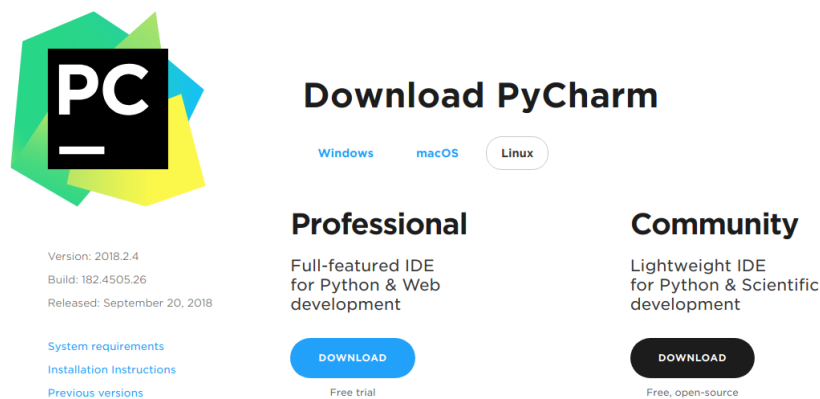 PC
Download PyCharm
Windows macOS Linux
Version: 2018.2.4
Build: 182.4505.26
Released: September 20, 2018
System requirements
Installation Instructions
Previous versions
Professional
Full-featured IDE
for Python & Web
development
DOWNLOAD
Free trial
Community
Lightweight IDE
for Python & Scientific
development
DOWNLOAD
Free, open-source